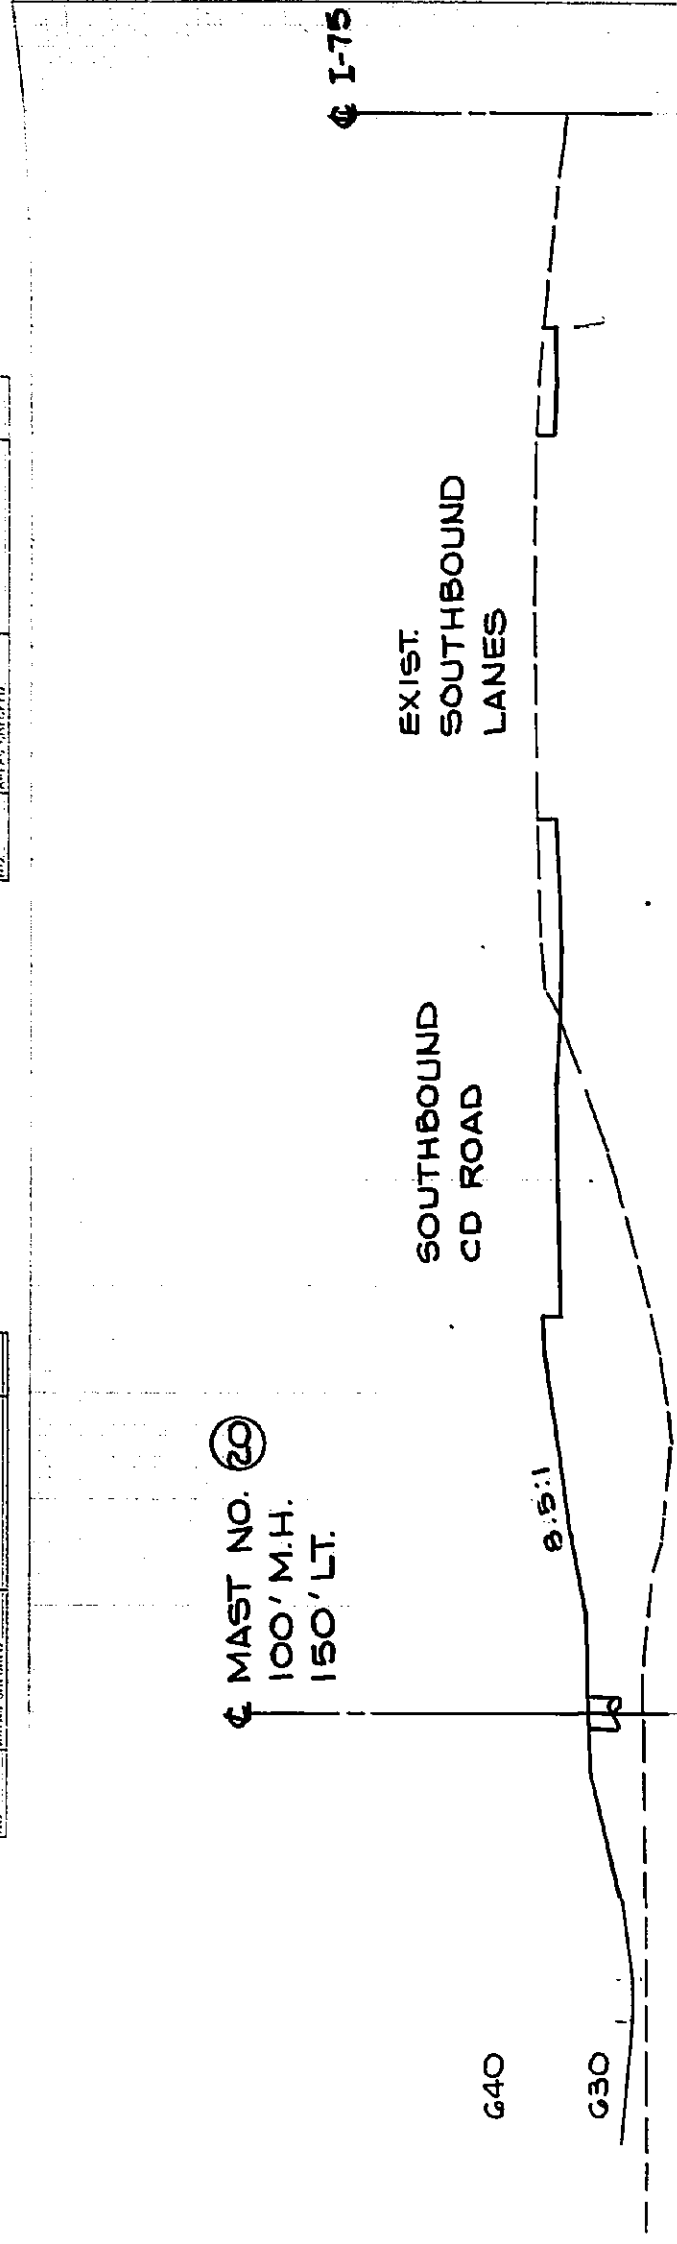 ℄ I-75
EXIST.
SOUTHBOUND
LANES
SOUTHBOUND
CD ROAD
℄ MAST NO. 20
100' M.H.
150' LT.
8.5:1
640
630